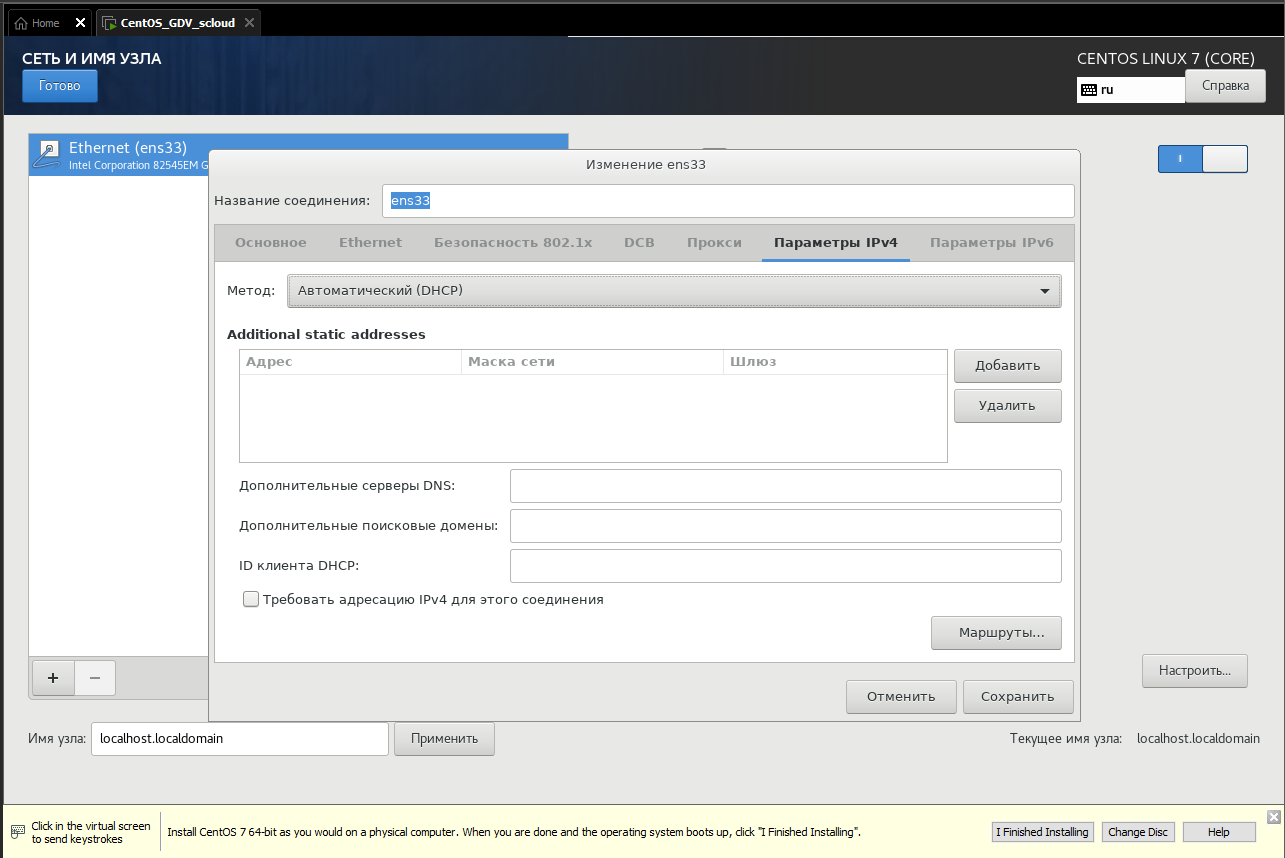 Home
CentOS_GDV_scloud
СЕТЬ И ИМЯ УЗЛА
CENTOS LINUX 7 (CORE)
Готово
ru
Справка
Ethernet (ens33)
Intel Corporation 82545EM G
Изменение ens33
Название соединения:
ens33
Основное
Ethernet
Безопасность 802.1x
DCB
Прокси
Параметры IPv4
Параметры IPv6
Метод:
Автоматический (DHCP)
Additional static addresses
Адрес
Маска сети
Шлюз
Добавить
Удалить
Дополнительные серверы DNS:
Дополнительные поисковые домены:
ID клиента DHCP:
Требовать адресацию IPv4 для этого соединения
Маршруты...
Настроить...
Отменить
Сохранить
Имя узла:
localhost.localdomain
Применить
Текущее имя узла:
localhost.localdomain
Click in the virtual screen
to send keystrokes
Install CentOS 7 64-bit as you would on a physical computer. When you are done and the operating system boots up, click "I Finished Installing".
I Finished Installing
Change Disc
Help